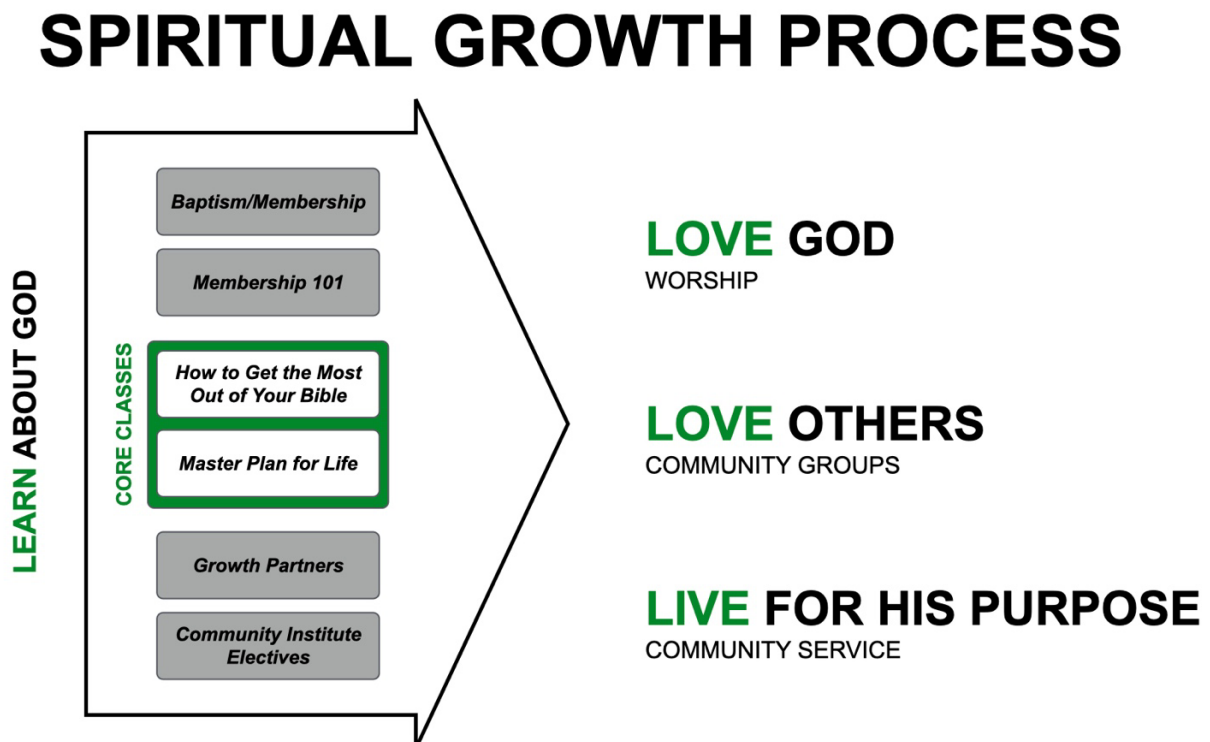 SPIRITUAL GROWTH PROCESS
LEARN ABOUT GOD
Baptism/Membership
Membership 101
CORE CLASSES
How to Get the Most
Out of Your Bible
Master Plan for Life
Growth Partners
Community Institute
Electives
LOVE GOD
WORSHIP
LOVE OTHERS
COMMUNITY GROUPS
LIVE FOR HIS PURPOSE
COMMUNITY SERVICE